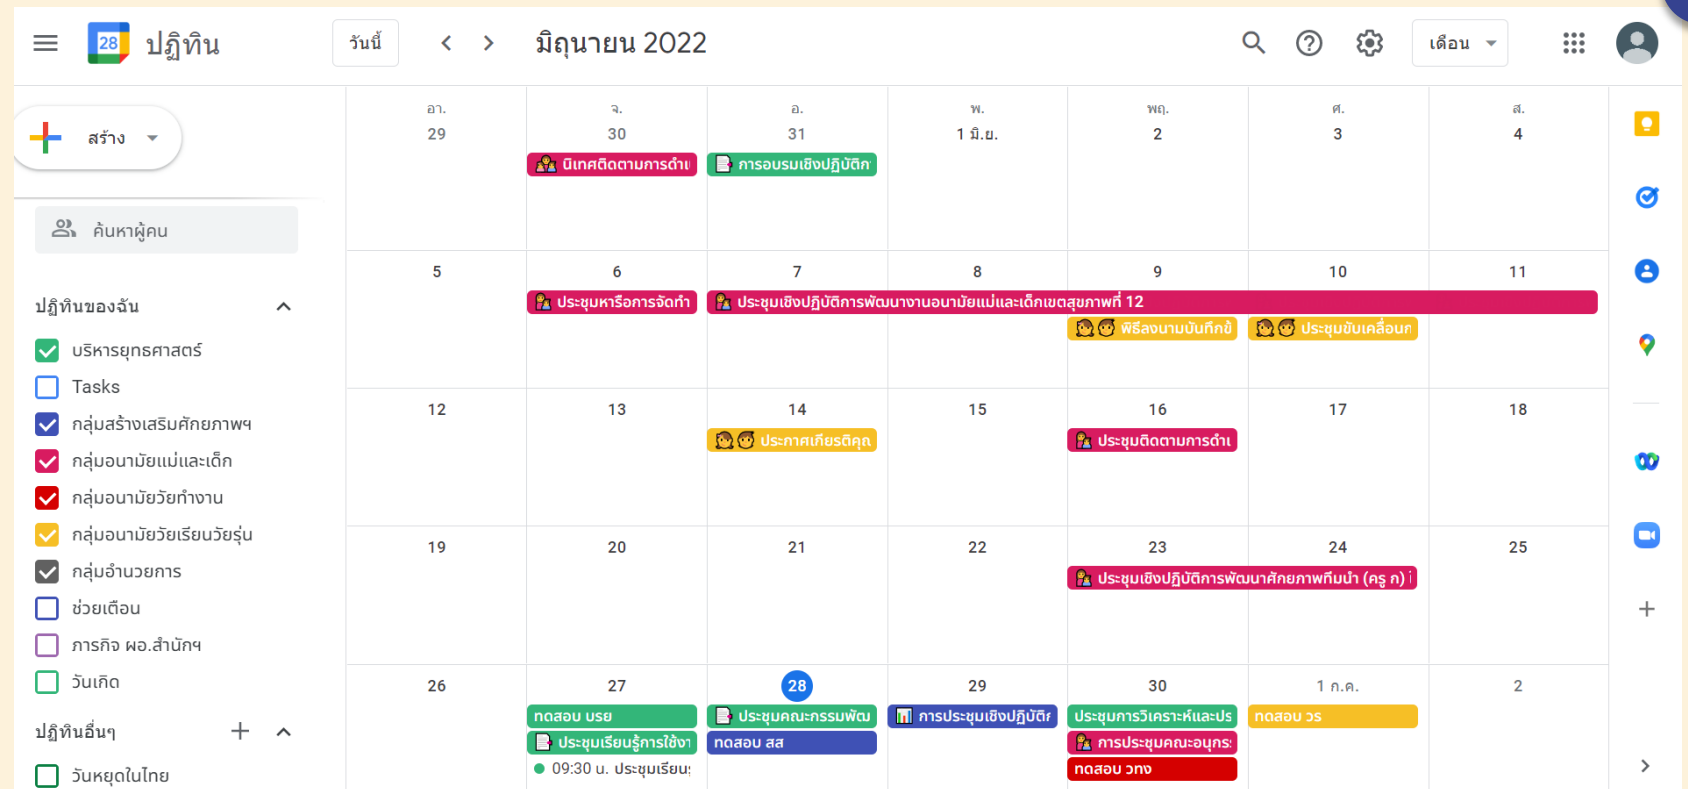 28 ปฏิทิน วันนี้ มิถุนายน 2022 เดือน
สร้าง
ค้นหาผู้คน
ปฏิทินของฉัน
บริหารยุทธศาสตร์
Tasks
กลุ่มสร้างเสริมศักยภาพฯ
กลุ่มอนามัยแม่และเด็ก
กลุ่มอนามัยวัยทำงาน
กลุ่มอนามัยวัยเรียนวัยรุ่น
กลุ่มอำนวยการ
ช่วยเตือน
ภารกิจ ผอ.สำนักฯ
วันเกิด
ปฏิทินอื่นๆ
วันหยุดในไทย
อา. จ. อ. พ. พฤ. ศ. ส.
29 30 31 1 มิ.ย. 2 3 4
นิเทศติดตามการดำเ การอบรมเชิงปฏิบัติก
5 6 7 8 9 10 11
ประชุมหารือการจัดทำ ประชุมเชิงปฏิบัติการพัฒนางานอนามัยแม่และเด็กเขตสุขภาพที่ 12
พิธีลงนามบันทึกข้ ประชุมขับเคลื่อนก
12 13 14 15 16 17 18
ประกาศเกียรติคุณ ประชุมติดตามการดำเ
19 20 21 22 23 24 25
ประชุมเชิงปฏิบัติการพัฒนาศักยภาพทีมนำ (ครู ก)
26 27 28 29 30 1 ก.ค. 2
ทดสอบ บรย ประชุมคณะกรรมพัฒ การประชุมเชิงปฏิบัติก ประชุมการวิเคราะห์และปร ทดสอบ วร
ประชุมเรียนรู้การใช้งา ทดสอบ สส การประชุมคณะอนุกร
09:30 น. ประชุมเรียน ทดสอบ วทง